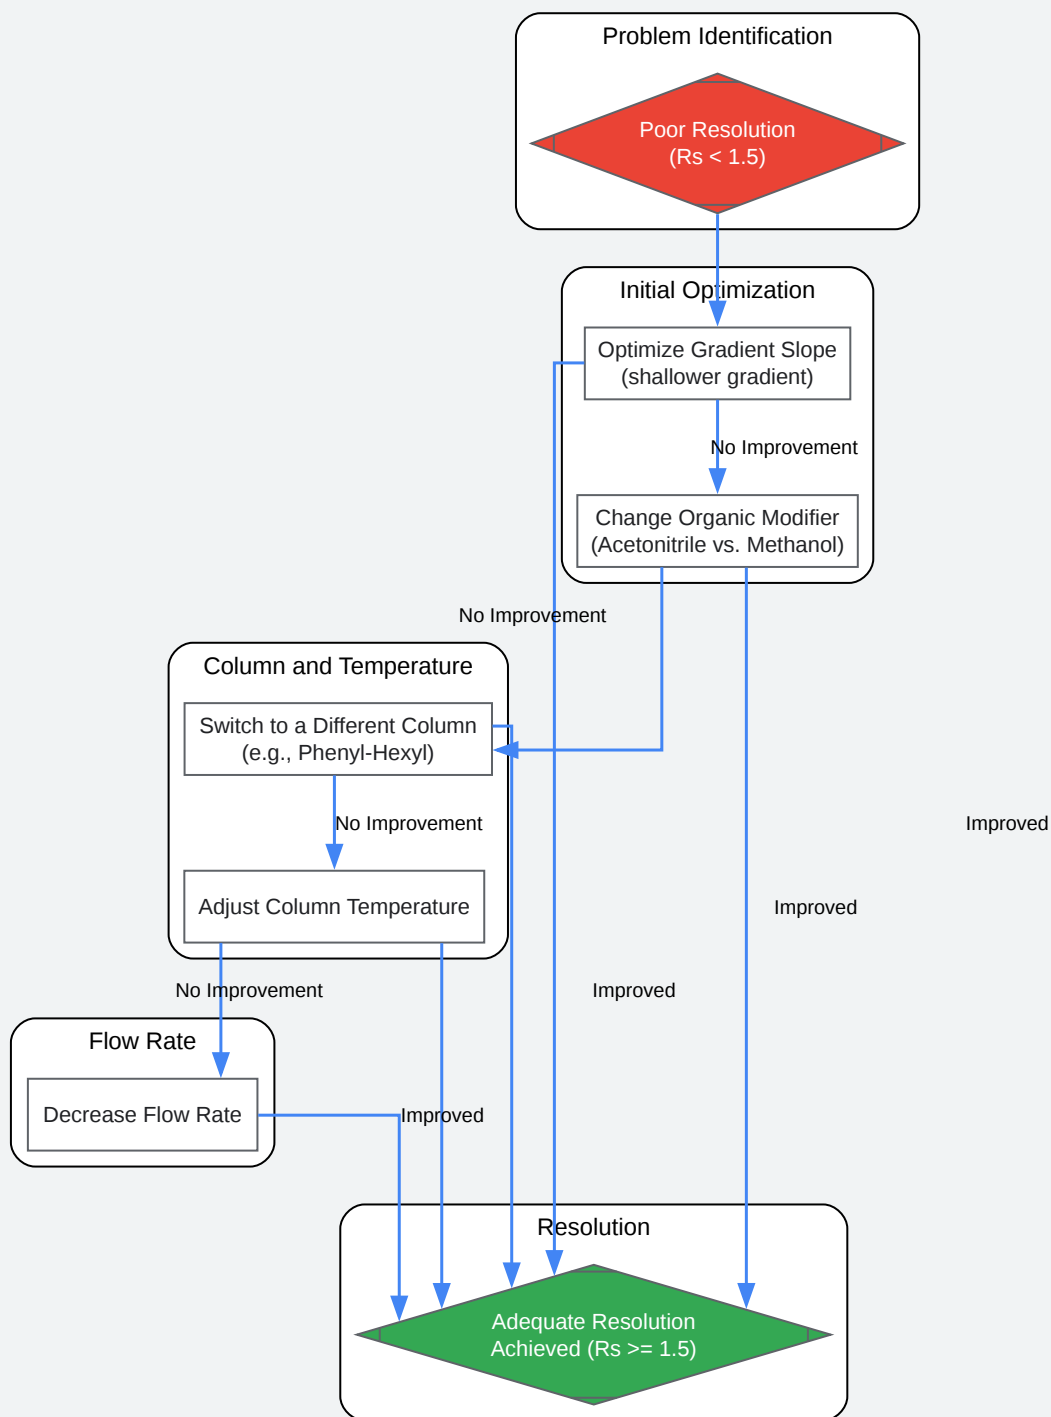 Problem Identification
Poor Resolution
(Rs < 1.5)
Initial Optimization
Optimize Gradient Slope
(shallower gradient)
No Improvement
Change Organic Modifier
(Acetonitrile vs. Methanol)
No Improvement
Column and Temperature
Switch to a Different Column
(e.g., Phenyl-Hexyl)
No Improvement
Improved
Adjust Column Temperature
Improved
No Improvement
Improved
Flow Rate
Decrease Flow Rate
Improved
Resolution
Adequate Resolution
Achieved (Rs >= 1.5)